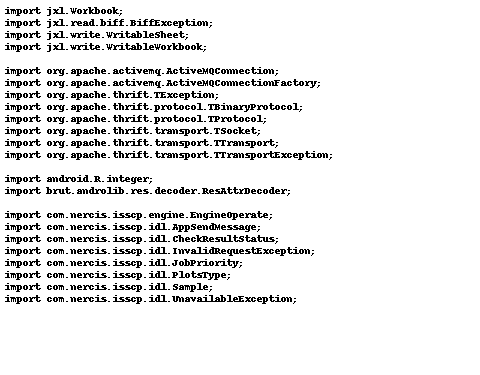 import jxl.Workbook;
import jxl.read.biff.BiffException;
import jxl.write.WritableSheet;
import jxl.write.WritableWorkbook;
import org.apache.activemq.ActiveMQConnection;
import org.apache.activemq.ActiveMQConnectionFactory;
import org.apache.thrift.TException;
import org.apache.thrift.protocol.TBinaryProtocol;
import org.apache.thrift.protocol.TProtocol;
import org.apache.thrift.transport.TSocket;
import org.apache.thrift.transport.TTransport;
import org.apache.thrift.transport.TTransportException;
import android.R.integer;
import brut.androlib.res.decoder.ResAttrDecoder;
import com.nercis.isscp.engine.EngineOperate;
import com.nercis.isscp.idl.AppSendMessage;
import com.nercis.isscp.idl.CheckResultStatus;
import com.nercis.isscp.idl.InvalidRequestException;
import com.nercis.isscp.idl.JobPriority;
import com.nercis.isscp.idl.PlotsType;
import com.nercis.isscp.idl.Sample;
import com.nercis.isscp.idl.UnavailableException;